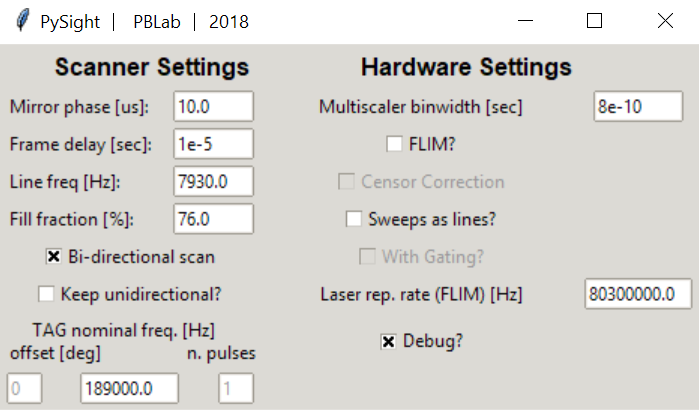 PySight | PBLab | 2018
Scanner Settings
Mirror phase [us]: 10.0
Frame delay [sec]: 1e-5
Line freq [Hz]: 7930.0
Fill fraction [%]: 76.0
Bi-directional scan
Keep unidirectional?
TAG nominal freq. [Hz]
offset [deg] n. pulses
0 189000.0 1
Hardware Settings
Multiscaler binwidth [sec] 8e-10
FLIM?
Censor Correction
Sweeps as lines?
With Gating?
Laser rep. rate (FLIM) [Hz] 80300000.0
Debug?